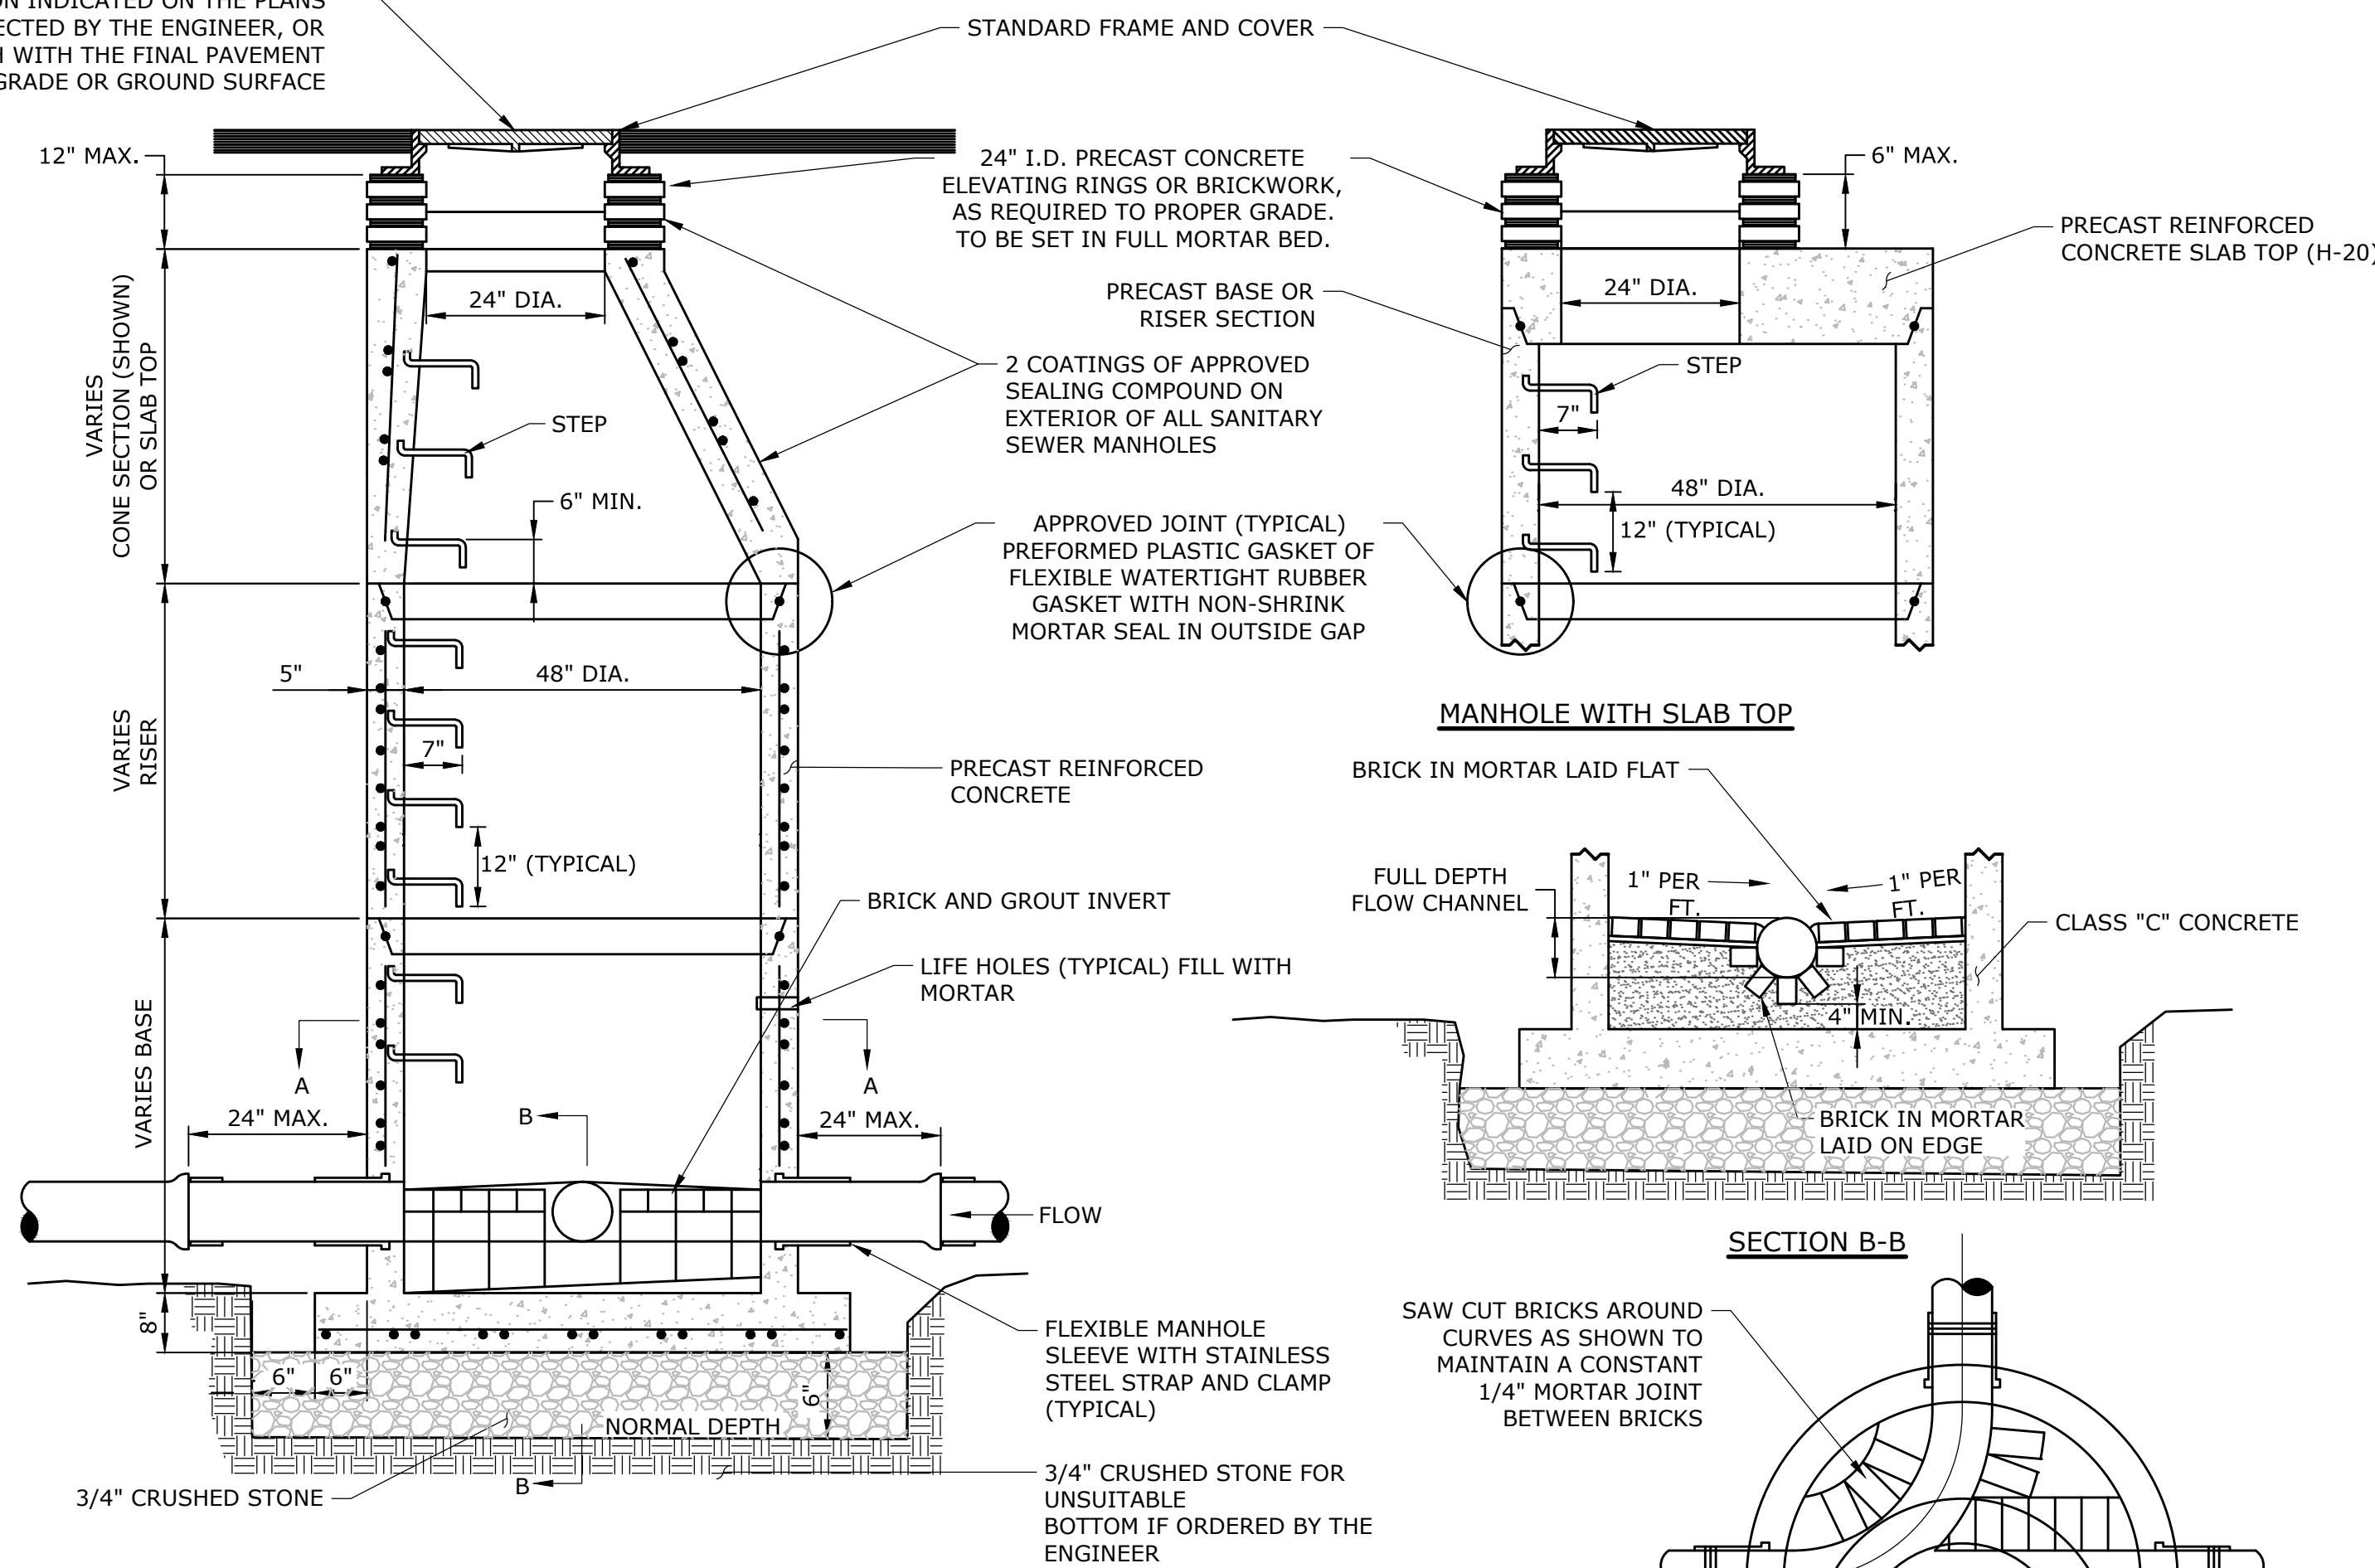 INDICATED ON THE PLANS
BY THE ENGINEER, OR
WITH THE FINAL PAVEMENT
GRADE OR GROUND SURFACE
STANDARD FRAME AND COVER
12" MAX.
24" I.D. PRECAST CONCRETE
ELEVATING RINGS OR BRICKWORK,
AS REQUIRED TO PROPER GRADE.
TO BE SET IN FULL MORTAR BED.
6" MAX.
PRECAST REINFORCED
CONCRETE SLAB TOP (H-20)
VARIES
CONE SECTION (SHOWN)
OR SLAB TOP
24" DIA.
PRECAST BASE OR
RISER SECTION
24" DIA.
2 COATINGS OF APPROVED
SEALING COMPOUND ON
EXTERIOR OF ALL SANITARY
SEWER MANHOLES
STEP
STEP
7"
48" DIA.
12" (TYPICAL)
6" MIN.
APPROVED JOINT (TYPICAL)
PREFORMED PLASTIC GASKET OF
FLEXIBLE WATERTIGHT RUBBER
GASKET WITH NON-SHRINK
MORTAR SEAL IN OUTSIDE GAP
5"
48" DIA.
VARIES
RISER
7"
12" (TYPICAL)
PRECAST REINFORCED
CONCRETE
MANHOLE WITH SLAB TOP
BRICK IN MORTAR LAID FLAT
FULL DEPTH
FLOW CHANNEL
1" PER
FT.
1" PER
FT.
CLASS "C" CONCRETE
4" MIN.
BRICK IN MORTAR
LAID ON EDGE
SECTION B-B
BRICK AND GROUT INVERT
LIFE HOLES (TYPICAL) FILL WITH
MORTAR
VARIES BASE
A
A
24" MAX.
B
24" MAX.
FLOW
8"
6"
6"
6"
NORMAL DEPTH
B
3/4" CRUSHED STONE
FLEXIBLE MANHOLE
SLEEVE WITH STAINLESS
STEEL STRAP AND CLAMP
(TYPICAL)
3/4" CRUSHED STONE FOR
UNSUITABLE
BOTTOM IF ORDERED BY THE
ENGINEER
SAW CUT BRICKS AROUND
CURVES AS SHOWN TO
MAINTAIN A CONSTANT
1/4" MORTAR JOINT
BETWEEN BRICKS